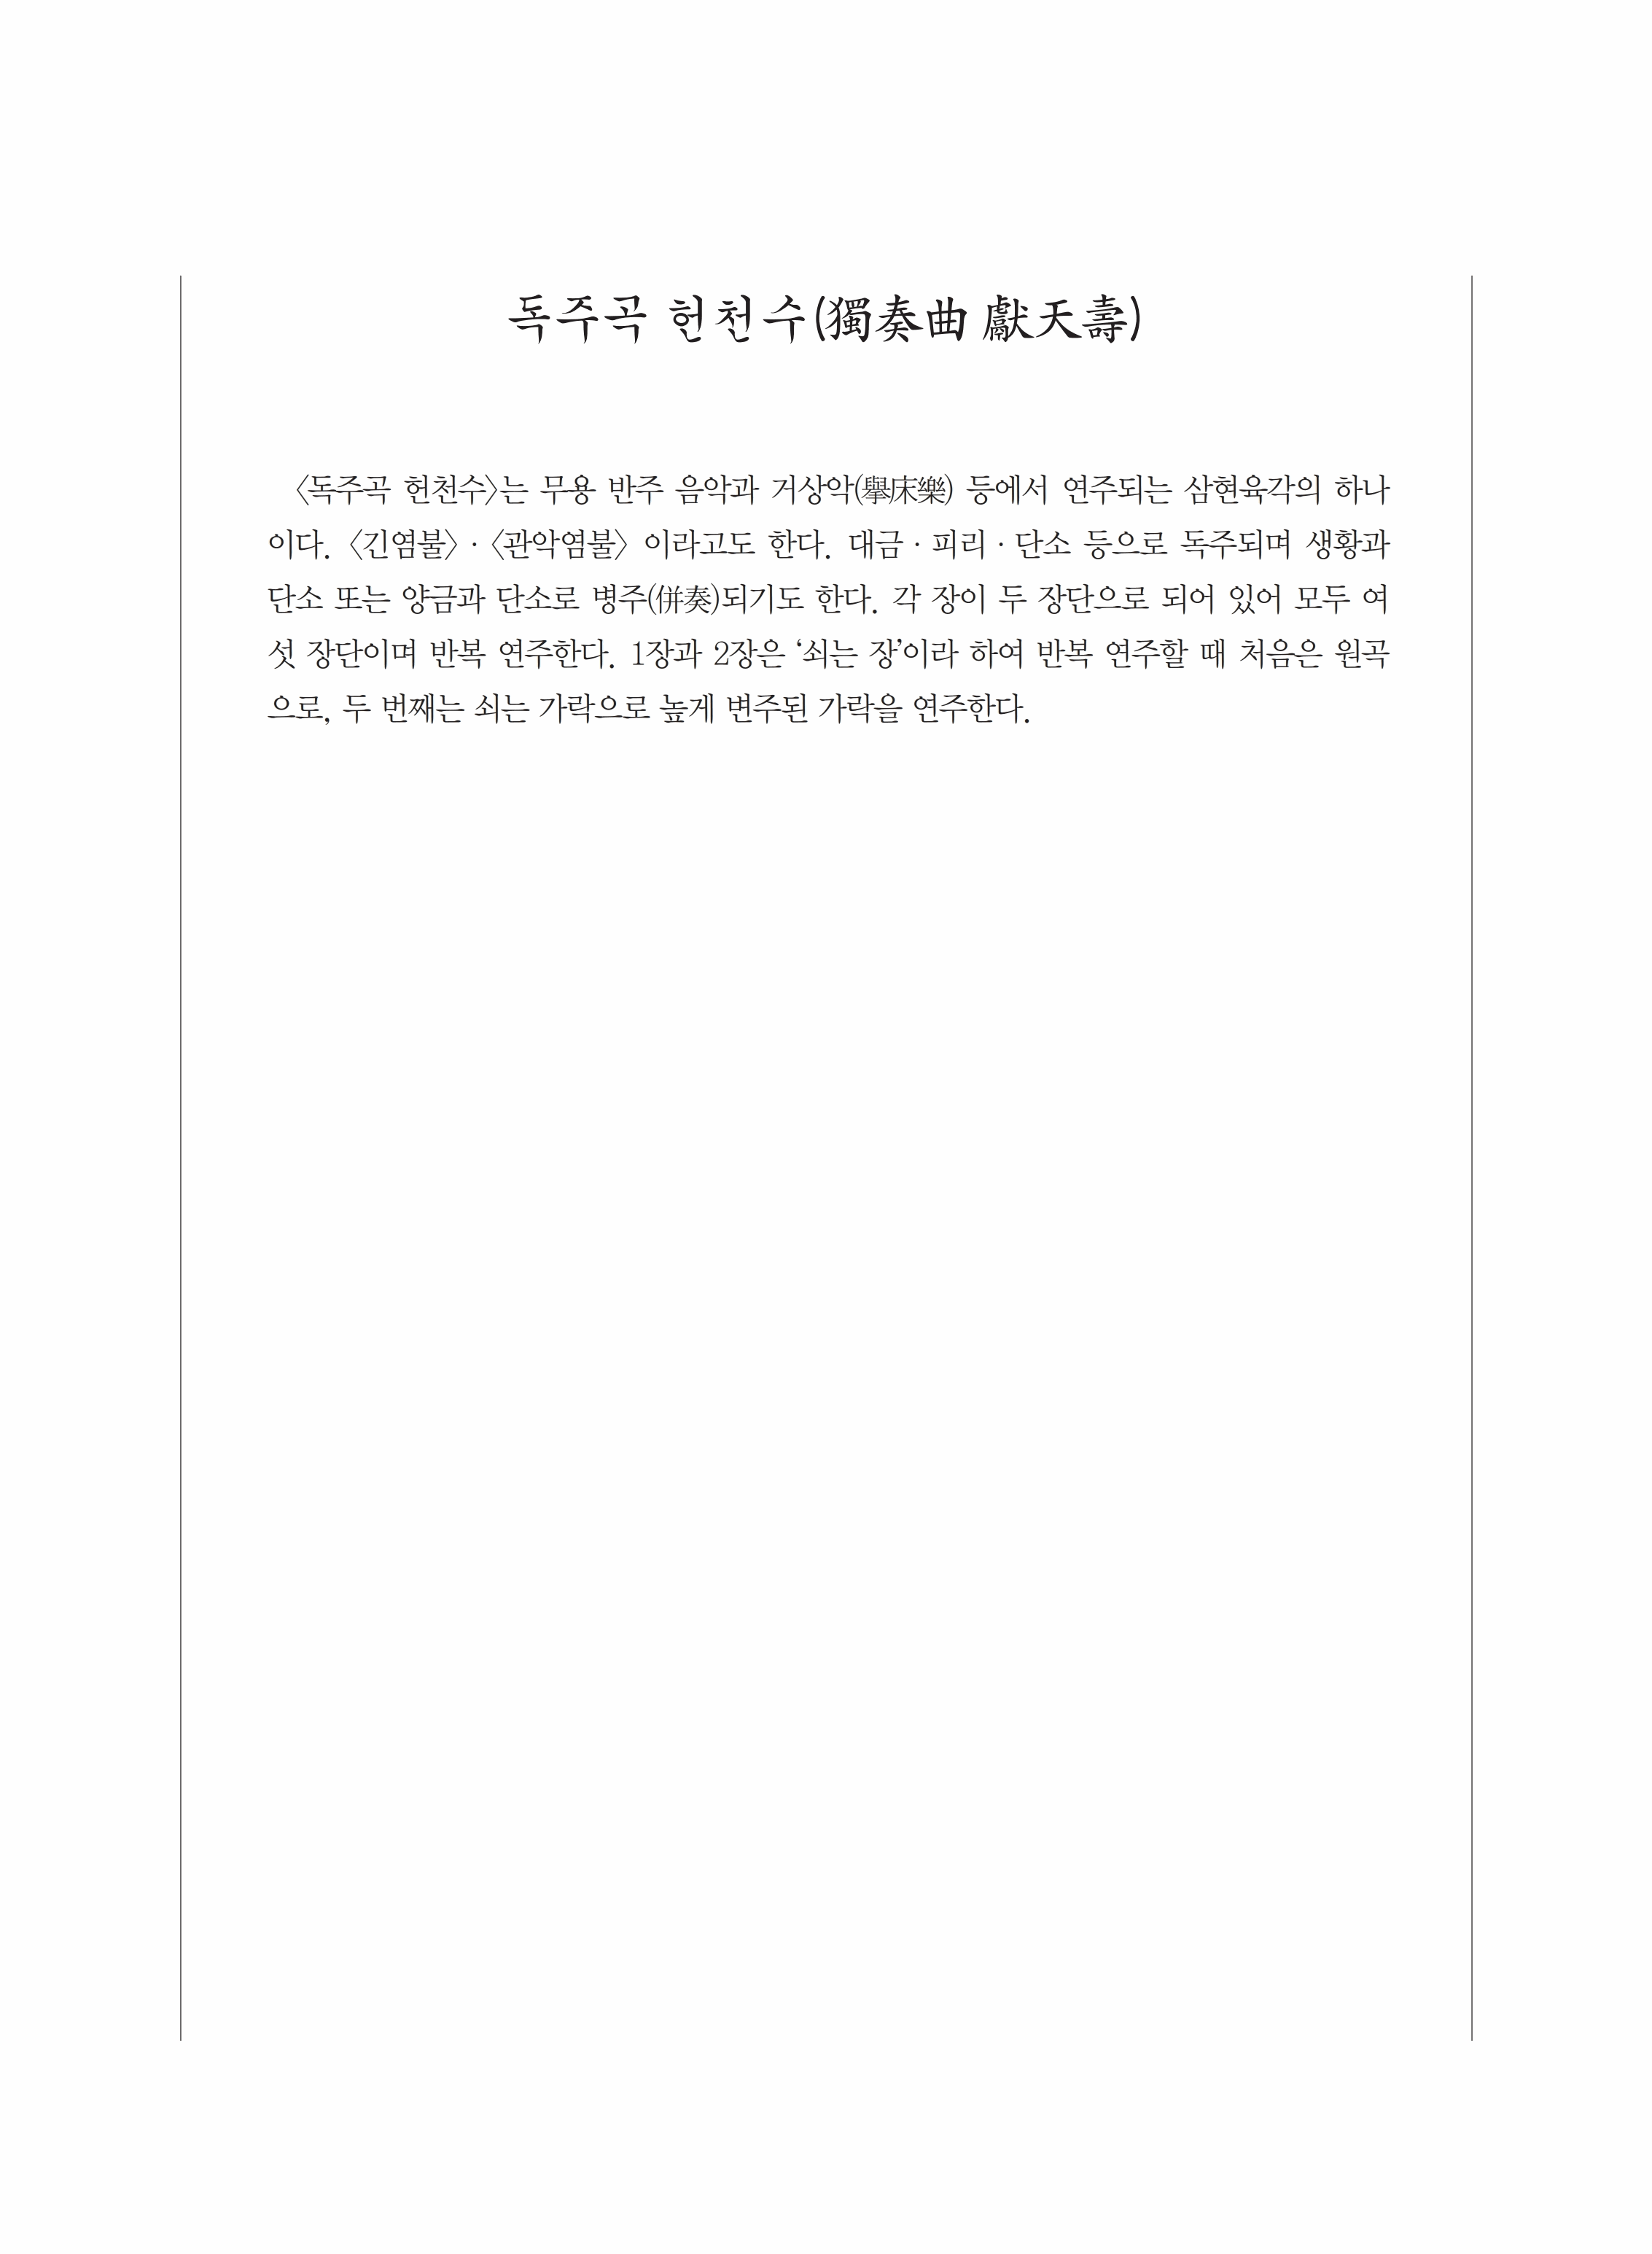 독주곡 헌천수(獨奏曲 獻天壽)
〈독주곡 헌천수〉는 무용 반주 음악과 거상악(擧床樂) 등에서 연주되는 삼현육각의 하나
이다. 〈긴염불〉·〈관악염불〉 이라고도 한다. 대금·피리·단소 등으로 독주되며 생황과
단소 또는 양금과 단소로 병주(併奏)되기도 한다. 각 장이 두 장단으로 되어 있어 모두 여
섯 장단이며 반복 연주한다. 1장과 2장은 ‘쇠는 장’이라 하여 반복 연주할 때 처음은 원곡
으로, 두 번째는 쇠는 가락으로 높게 변주된 가락을 연주한다.